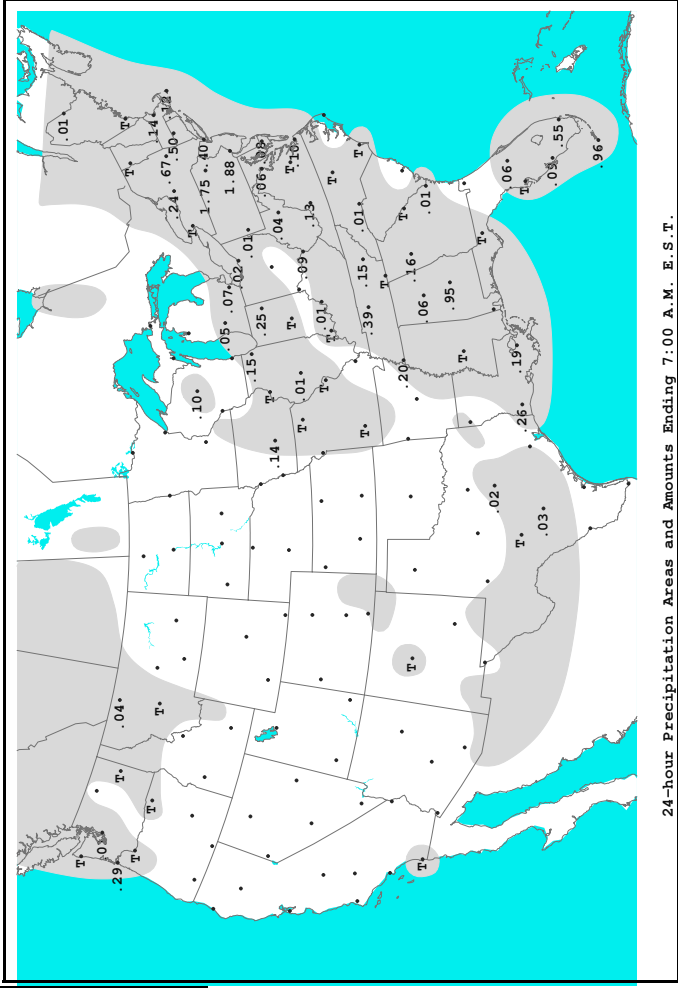 .01
T
.29
.04
T
T
T
T
.14
T
T
.12
.67
.50
.24
T
.10
.40
1.75
.05
.07
1.88
.02
.01
.15
.08
.06
.25
T
.14
.04
T
T
.10
.01
.09
T
.13
.01
T
T
T
T
.01
.15
T
.39
T
.20
T
.16
T
T
.06
.01
.95
T
T
.02
.06
.19
.26
T
T
.03
.55
.96
24-hour Precipitation Areas and Amounts Ending 7:00 A.M. E.S.T.